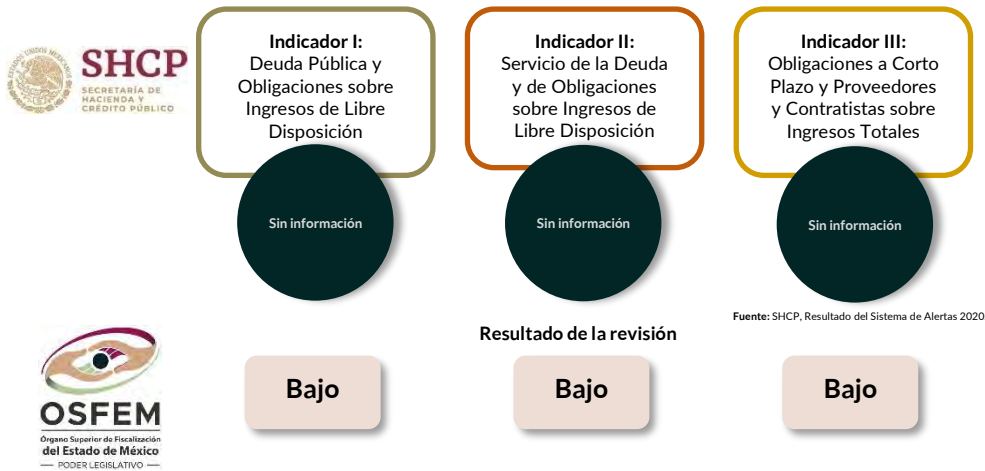 ESTADOS UNIDOS MEXICANOS
SHCP
SECRETARÍA DE
HACIENDA Y
CRÉDITO PÚBLICO
Indicador I:
Deuda Pública y
Obligaciones sobre
Ingresos de Libre
Disposición
Sin información
Indicador II:
Servicio de la Deuda
y de Obligaciones
sobre Ingresos de
Libre Disposición
Sin información
Indicador III:
Obligaciones a Corto
Plazo y Proveedores
y Contratistas sobre
Ingresos Totales
Sin información
Fuente: SHCP, Resultado del Sistema de Alertas 2020
OSFEM
Órgano Superior de Fiscalización
del Estado de México
PODER LEGISLATIVO
Resultado de la revisión
Bajo
Bajo
Bajo